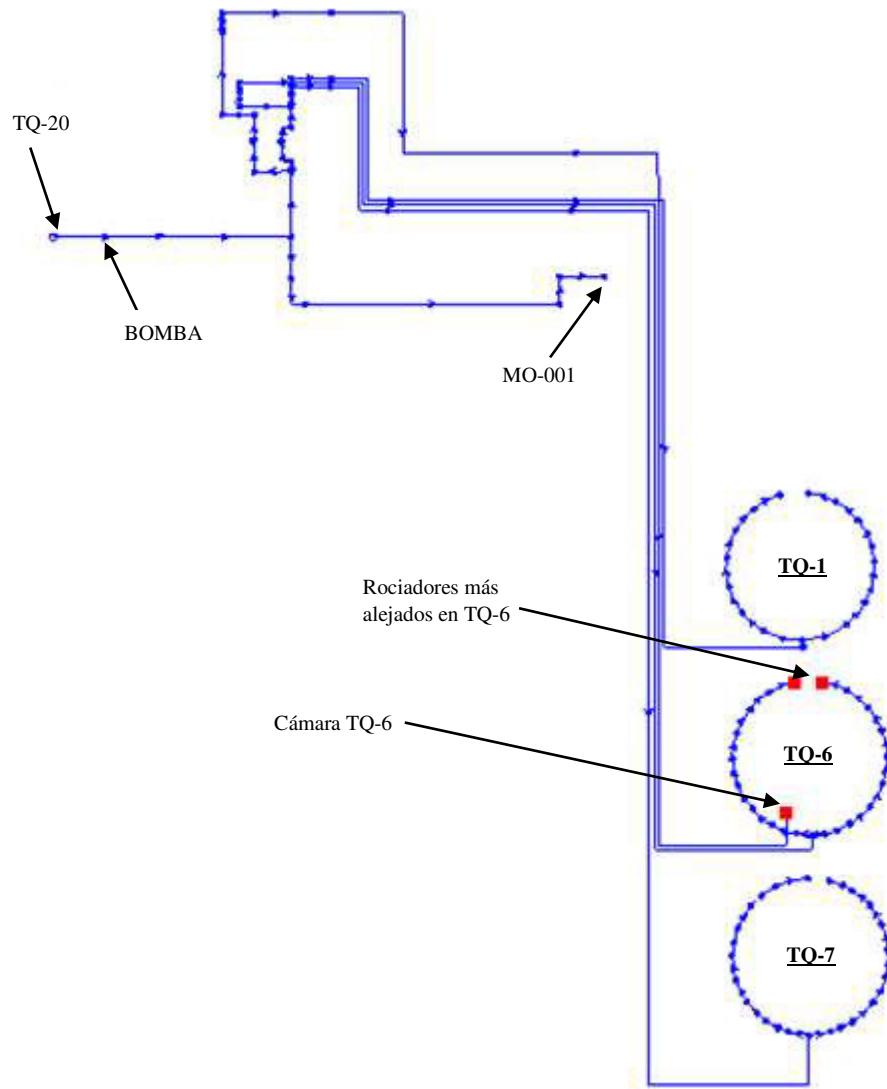 TQ-20
BOMBA
MO-001
TQ-1
Rociadores más
alejados en TQ-6
Cámara TQ-6
TQ-6
TQ-7